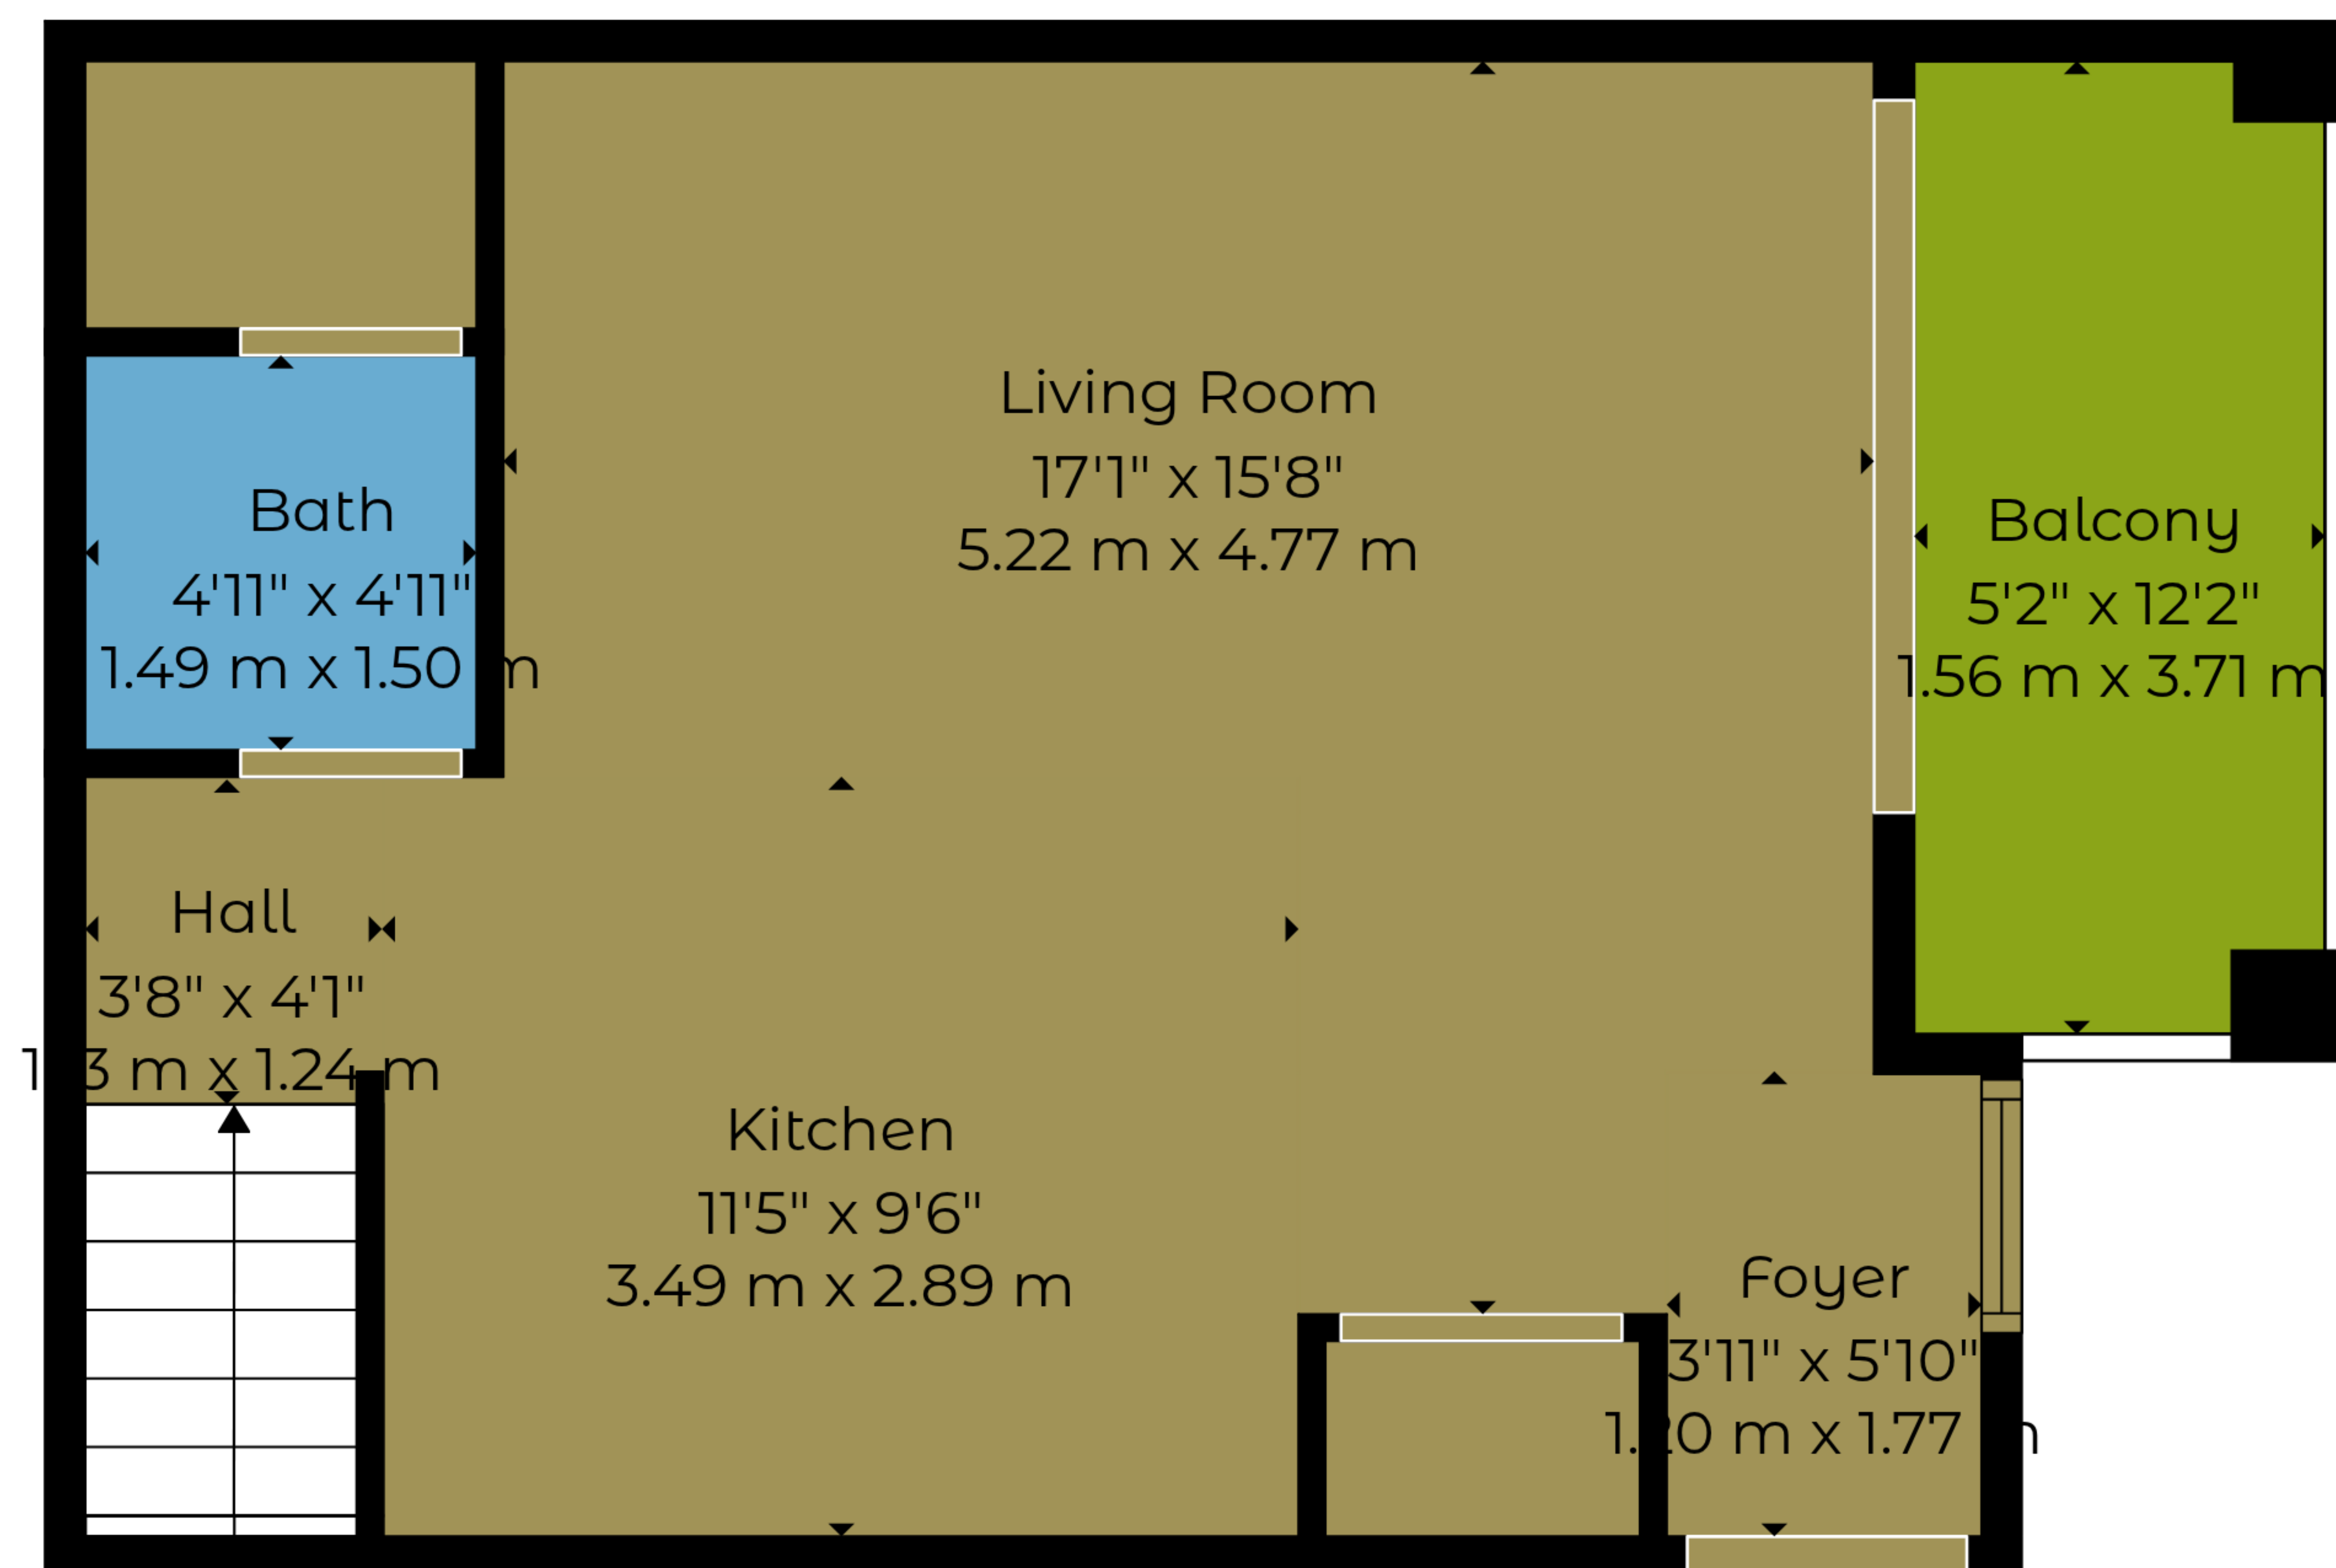 Living Room
17'1" x 15'8"
5.22 m x 4.77 m
Bath
4'11" x 4'11"
1.49 m x 1.50 m
Balcony
5'2" x 12'2"
1.56 m x 3.71 m
Hall
3'8" x 4'1"
m x 1.24 m
Kitchen
11'5" x 9'6"
3.49 m x 2.89 m
Foyer
3'11" x 5'10"
m x 1.77